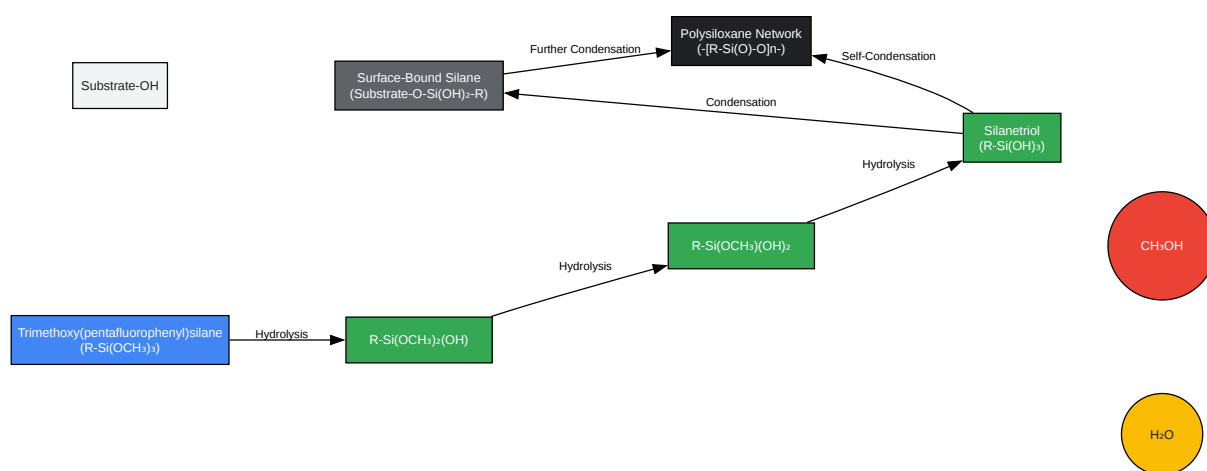 Polysiloxane Network
(-[R-Si(O)-O]n-)
Further Condensation
Self-Condensation
Substrate-OH
Surface-Bound Silane
(Substrate-O-Si(OH)₂-R)
Condensation
Silanetriol
(R-Si(OH)₃)
Hydrolysis
R-Si(OCH₃)(OH)₂
CH₃OH
Hydrolysis
Trimethoxy(pentafluorophenyl)silane
(R-Si(OCH₃)₃)
Hydrolysis
R-Si(OCH₃)₂(OH)
H₂O